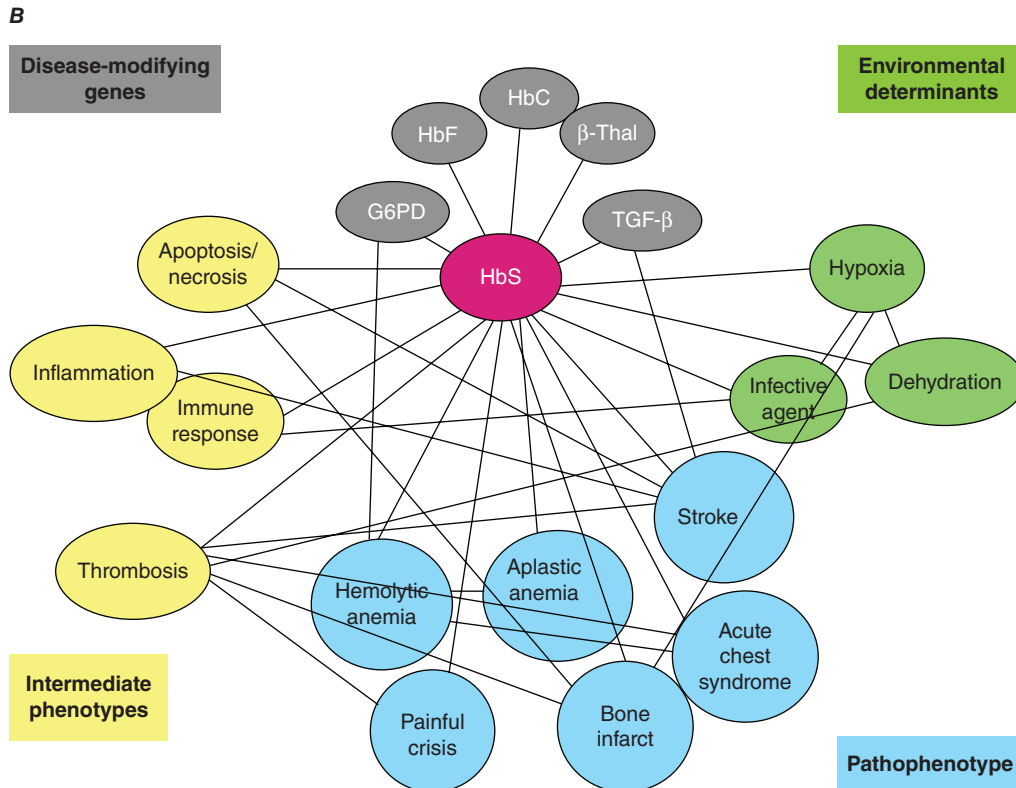 B
Disease-modifying
genes
Environmental
determinants
HbC
HbF
β-Thal
G6PD
TGF-β
Apoptosis/
necrosis
HbS
Hypoxia
Inflammation
Immune
response
Infective
agent
Dehydration
Stroke
Thrombosis
Hemolytic
anemia
Aplastic
anemia
Acute
chest
syndrome
Intermediate
phenotypes
Painful
crisis
Bone
infarct
Pathophenotype